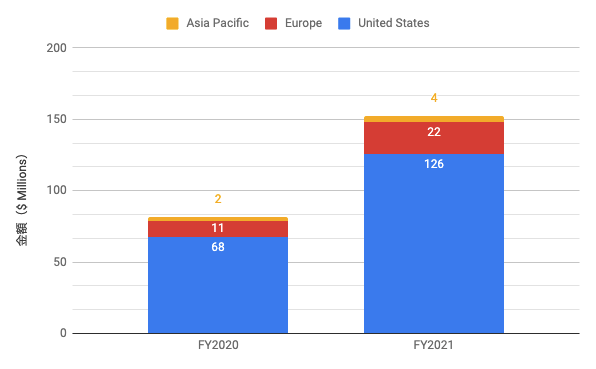 Asia Pacific
Europe
United States
金額（$ Millions）
200
150
100
50
0
2
11
68
4
22
126
FY2020
FY2021